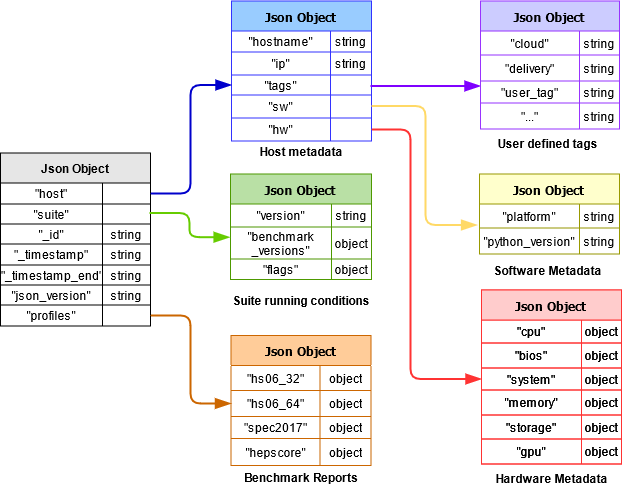 Json Object
"host"
"suite"
"_id" string
"_timestamp" string
"_timestamp_end" string
"json_version" string
"profiles"
Json Object
"hostname" string
"ip" string
"tags"
"sw"
"hw"
Host metadata
Json Object
"version" string
"benchmark
_versions" object
"flags" object
Suite running conditions
Json Object
"hs06_32" object
"hs06_64" object
"spec2017" object
"hepscore" object
Benchmark Reports
Json Object
"cloud" string
"delivery" string
"user_tag" string
"..." string
User defined tags
Json Object
"platform" string
"python_version" string
Software Metadata
Json Object
"cpu" object
"bios" object
"system" object
"memory" object
"storage" object
"gpu" object
Hardware Metadata